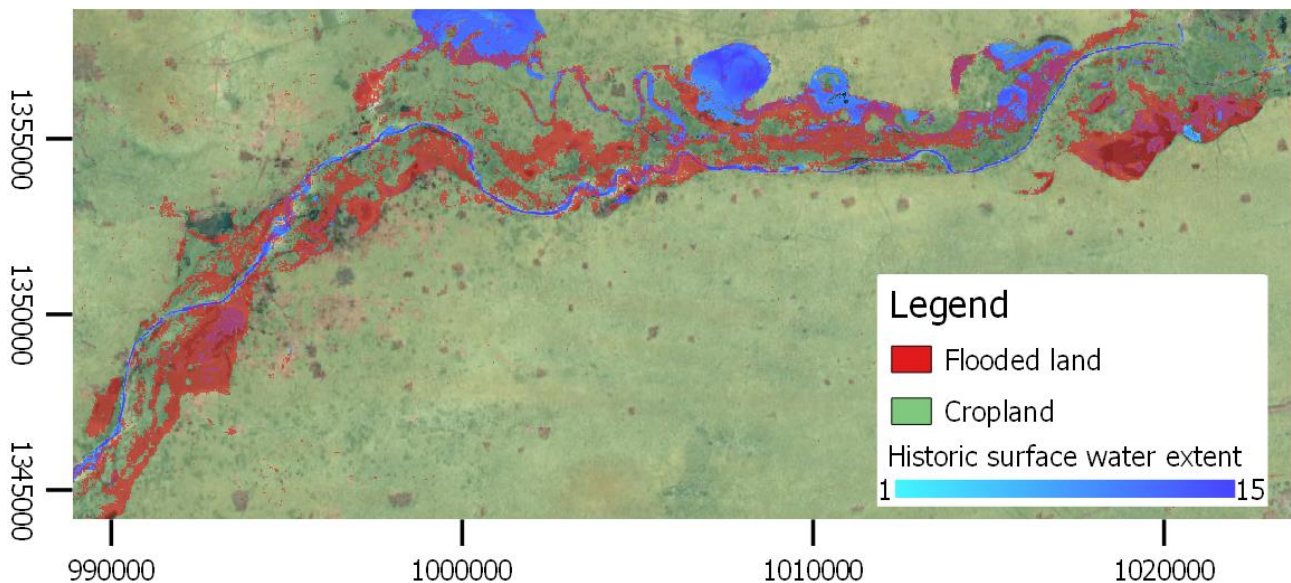 1355000
1350000
1345000
Legend
Flooded land
Cropland
Historic surface water extent
1 15
990000 1000000 1010000 1020000